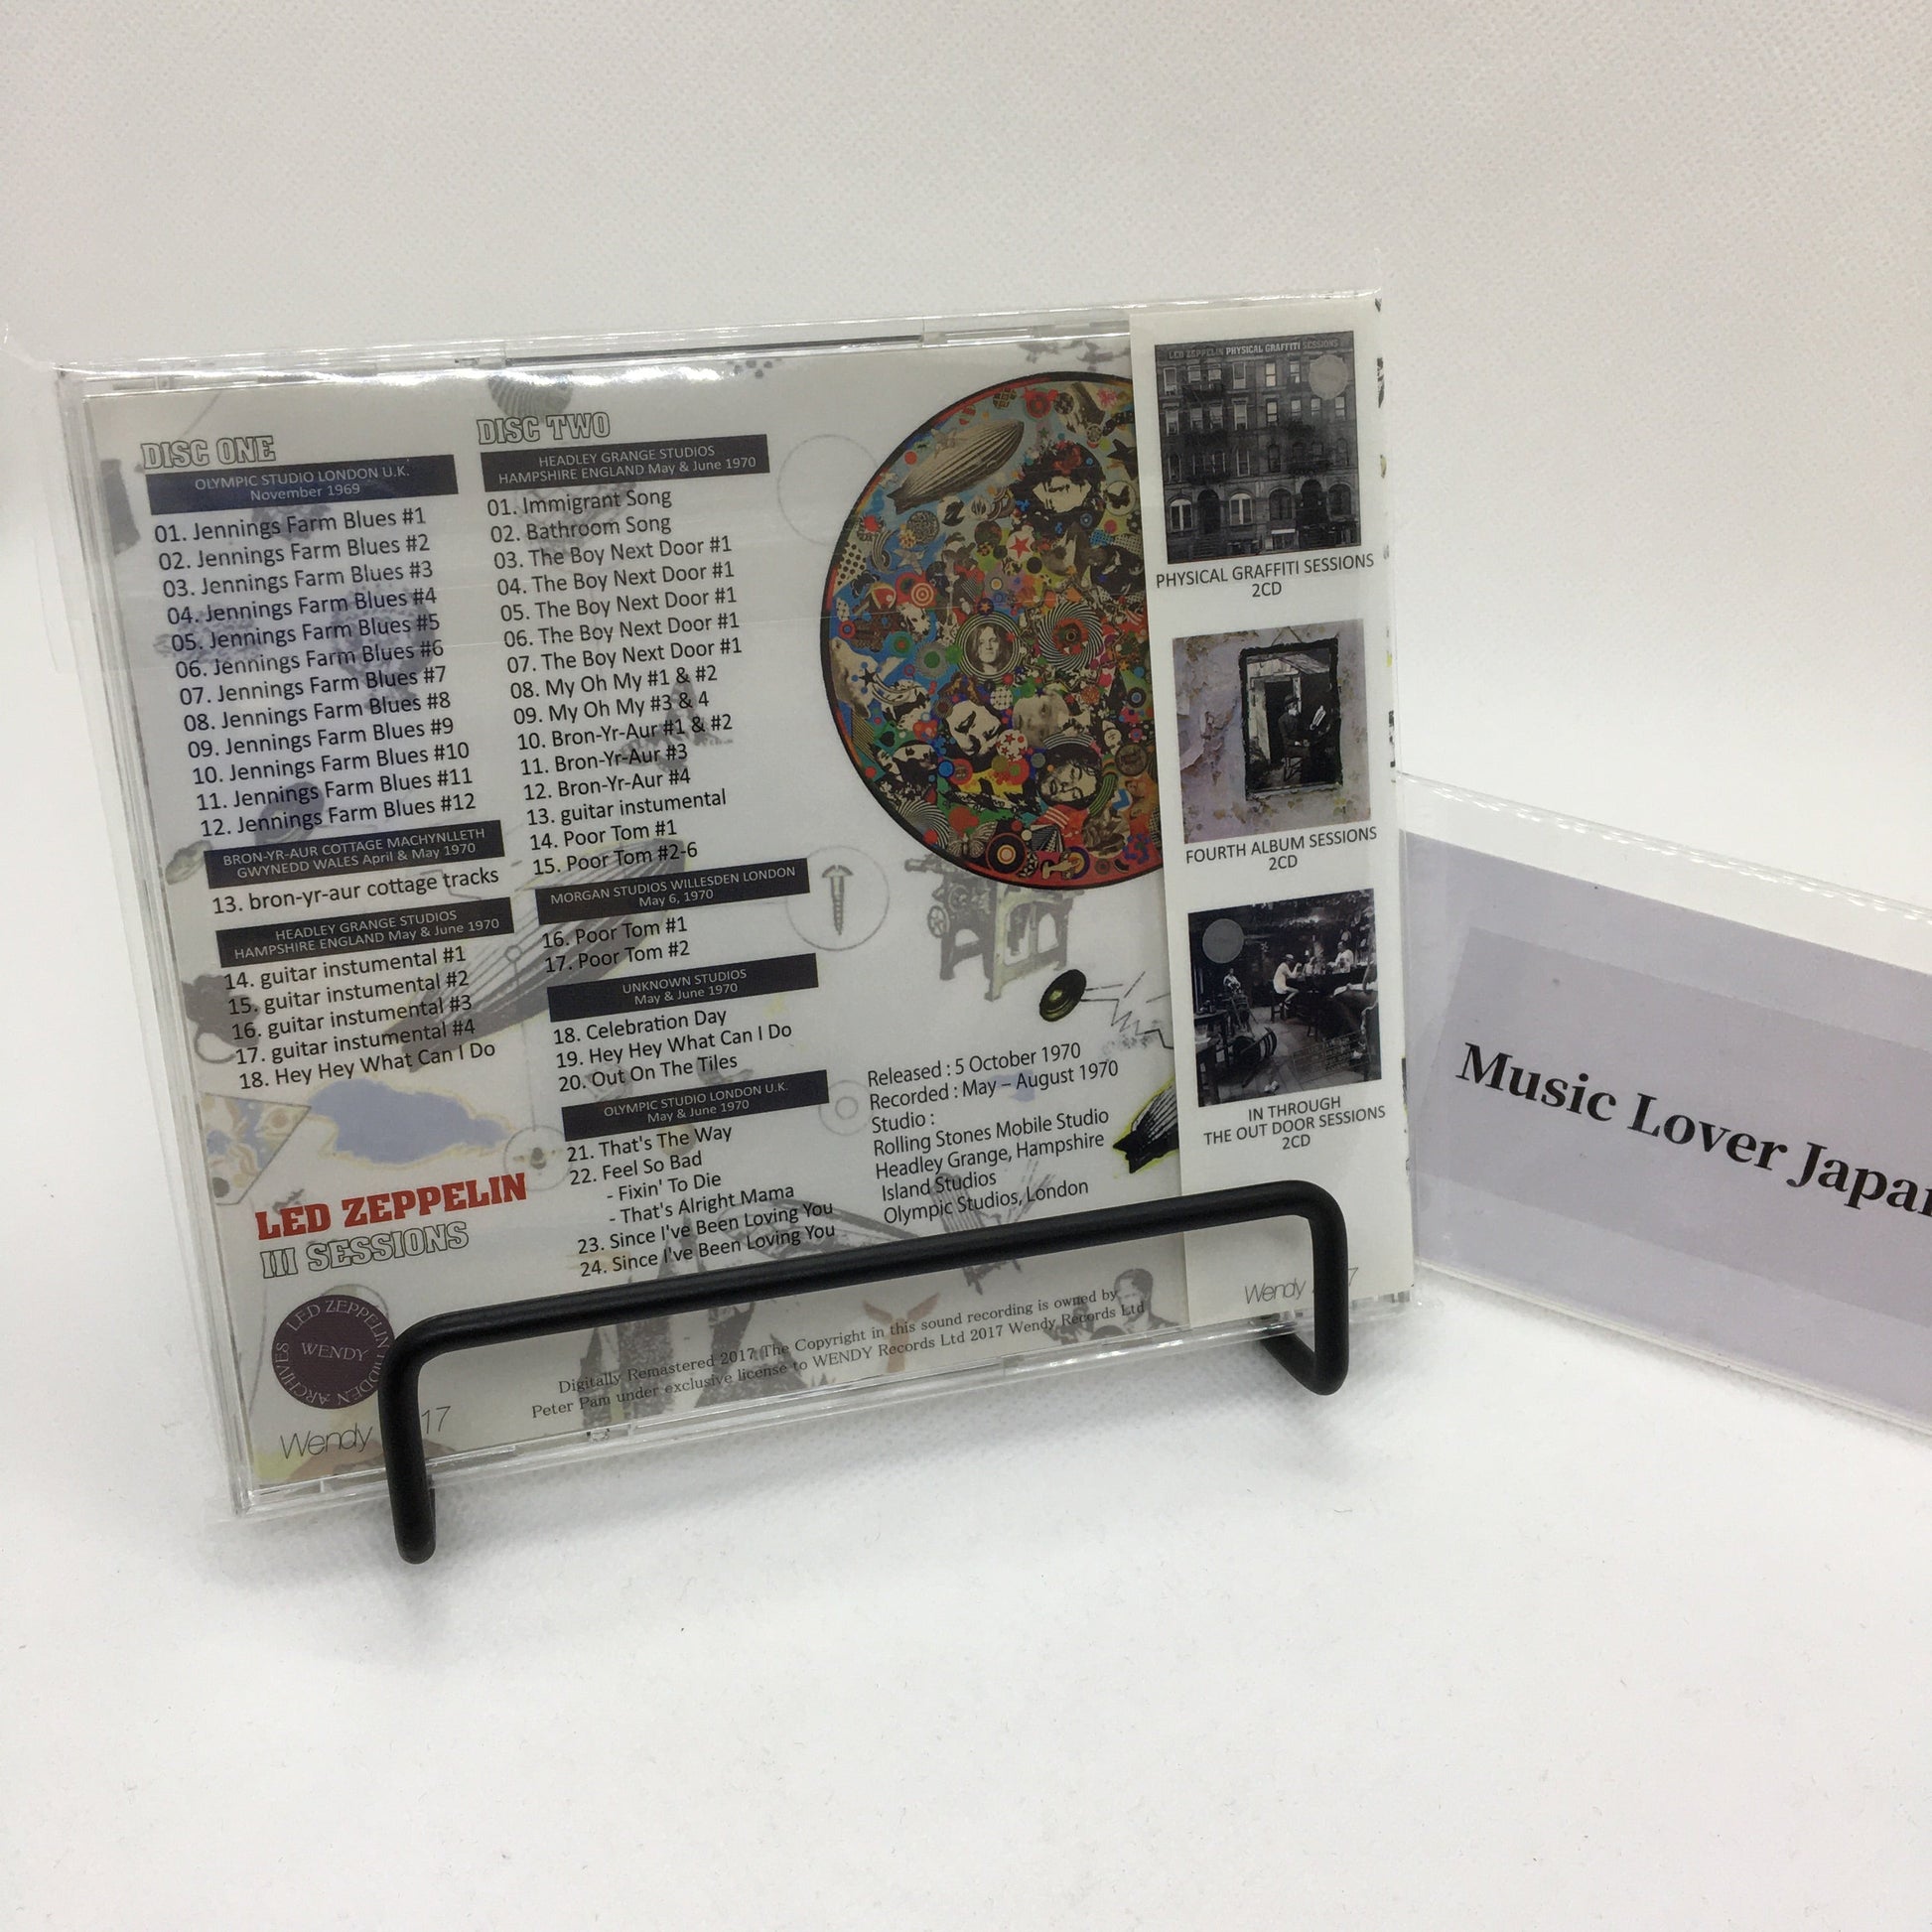 DISC ONE
OLYMPIC STUDIO LONDON U.K.
November 1969
01. Jennings Farm Blues #1
02. Jennings Farm Blues #2
03. Jennings Farm Blues #3
04. Jennings Farm Blues #4
05. Jennings Farm Blues #5
06. Jennings Farm Blues #6
07. Jennings Farm Blues #7
08. Jennings Farm Blues #8
09. Jennings Farm Blues #9
10. Jennings Farm Blues #10
11. Jennings Farm Blues #11
12. Jennings Farm Blues #12
BRON-YR-AUR COTTAGE MACHYNLLETH
GWYNEDD WALES April & May 1970
13. bron-yr-aur cottage tracks
HEADLEY GRANGE STUDIOS
HAMPSHIRE ENGLAND May & June 1970
14. guitar instumental #1
15. guitar instumental #2
16. guitar instumental #3
17. guitar instumental #4
18. Hey Hey What Can I Do
LED ZEPPELIN
III SESSIONS
LED ZEPPELIN
WENDY
ARCHIVES
Wendy 17
DISC TWO
HEADLEY GRANGE STUDIOS
HAMPSHIRE ENGLAND May & June 1970
01. Immigrant Song
02. Bathroom Song
03. The Boy Next Door #1
04. The Boy Next Door #1
05. The Boy Next Door #1
06. The Boy Next Door #1
07. The Boy Next Door #1
08. My Oh My #1 & #2
09. My Oh My #3 & 4
10. Bron-Yr-Aur #1 & #2
11. Bron-Yr-Aur #3
12. Bron-Yr-Aur #4
13. guitar instumental
14. Poor Tom #1
15. Poor Tom #2-6
MORGAN STUDIOS WILLESDEN LONDON
May 6, 1970
16. Poor Tom #1
17. Poor Tom #2
UNKNOWN STUDIOS
May & June 1970
18. Celebration Day
19. Hey Hey What Can I Do
20. Out On The Tiles
OLYMPIC STUDIO LONDON U.K.
May & June 1970
21. That's The Way
22. Feel So Bad
- Fixin' To Die
- That's Alright Mama
23. Since I've Been Loving You
24. Since I've Been Loving You
Released : 5 October 1970
Recorded : May – August 1970
Studio :
Rolling Stones Mobile Studio
Headley Grange, Hampshire
Island Studios
Olympic Studios, London
Digitally Remastered 2017 The Copyright in this sound recording is owned by
Peter Pam under exclusive license to WENDY Records Ltd 2017 Wendy Records Ltd
LED ZEPPELIN PHYSICAL GRAFFITI SESSIONS
PHYSICAL GRAFFITI SESSIONS
2CD
FOURTH ALBUM SESSIONS
2CD
IN THROUGH
THE OUT DOOR SESSIONS
2CD
Wendy 7
Music Lover Japan